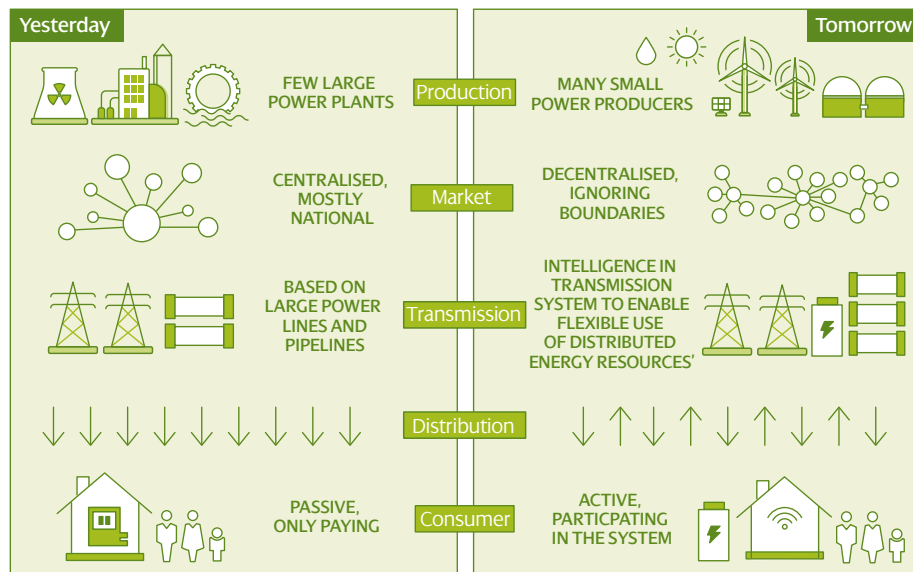 Yesterday
Tomorrow
FEW LARGE
POWER PLANTS
Production
MANY SMALL
POWER PRODUCERS
CENTRALISED,
MOSTLY
NATIONAL
Market
DECENTRALISED,
IGNORING
BOUNDARIES
BASED ON
LARGE POWER
LINES AND
PIPELINES
Transmission
INTELLIGENCE IN
TRANSMISSION
SYSTEM TO ENABLE
FLEXIBLE USE
OF DISTRIBUTED
ENERGY RESOURCES'
Distribution
PASSIVE,
ONLY PAYING
Consumer
ACTIVE,
PARTICPATING
IN THE SYSTEM